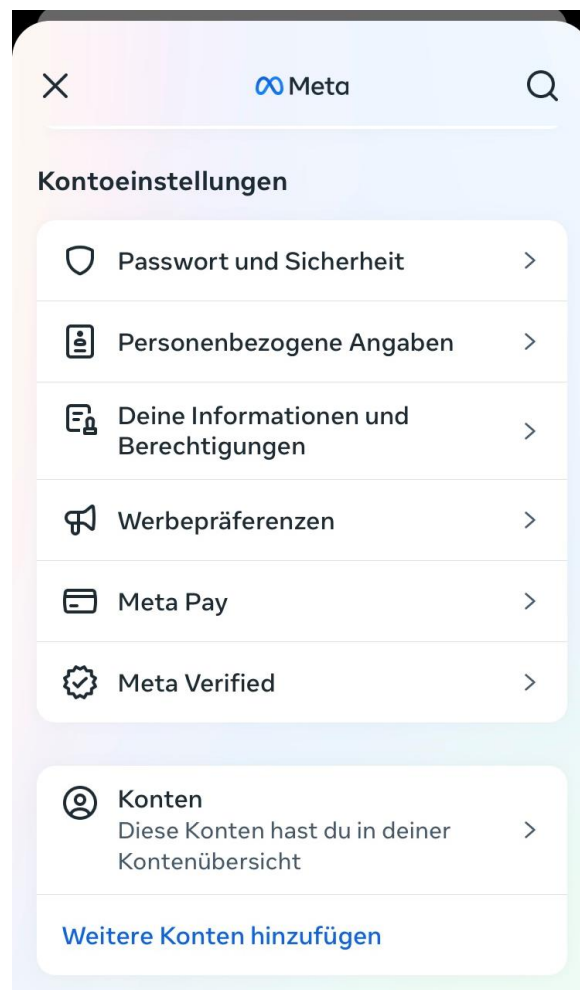 Meta
Kontoeinstellungen
Passwort und Sicherheit
Personenbezogene Angaben
Deine Informationen und
Berechtigungen
Werbepräferenzen
Meta Pay
Meta Verified
Konten
Diese Konten hast du in deiner
Kontenübersicht
Weitere Konten hinzufügen